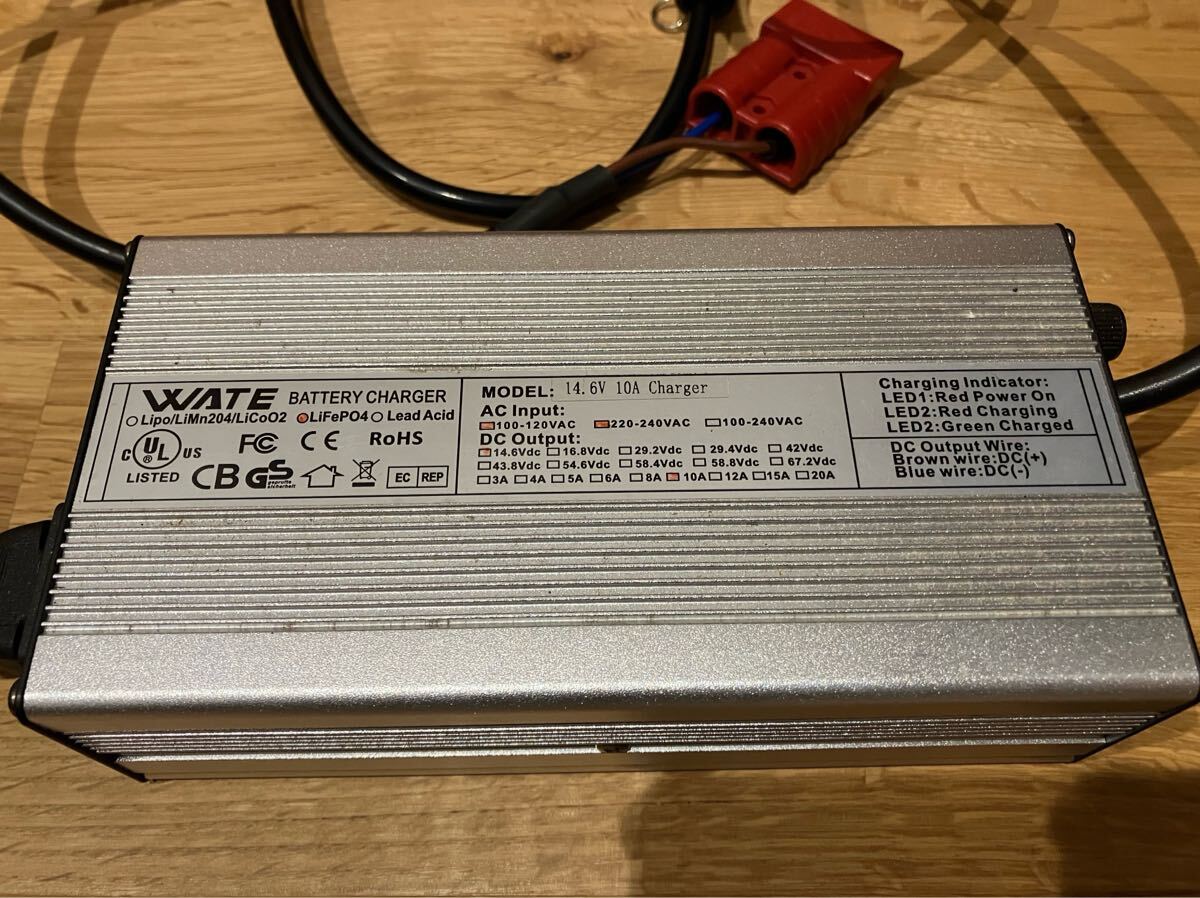 WATE BATTERY CHARGER
Lipo/LiMn204/LiCoO2 LiFePO4 Lead Acid
C UL US
LISTED
FC CE RoHS
CB GS
geprüfte
Sicherheit
EC REP
MODEL: 14.6V 10A Charger
AC Input:
100-120VAC 220-240VAC 100-240VAC
DC Output:
14.6Vdc 16.8Vdc 29.2Vdc 29.4Vdc 42Vdc
43.8Vdc 54.6Vdc 58.4Vdc 58.8Vdc 67.2Vdc
3A 4A 5A 6A 8A 10A 12A 15A 20A
Charging Indicator:
LED1:Red Power On
LED2:Red Charging
LED2:Green Charged
DC Output Wire:
Brown wire:DC(+)
Blue wire:DC(-)